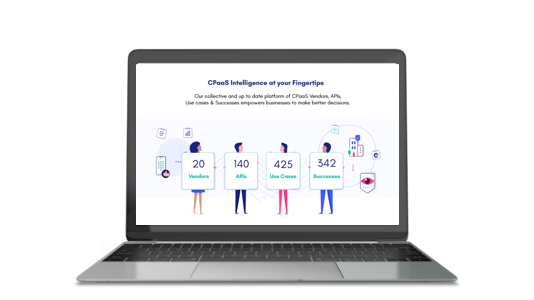 CPaaS Intelligence at your Fingertips
Our collective and up to date platform of CPaaS Vendors, APIs,
Use cases & Successes empowers businesses to make better decisions.
20 140 425 342
Vendors APIs Use Cases Successes